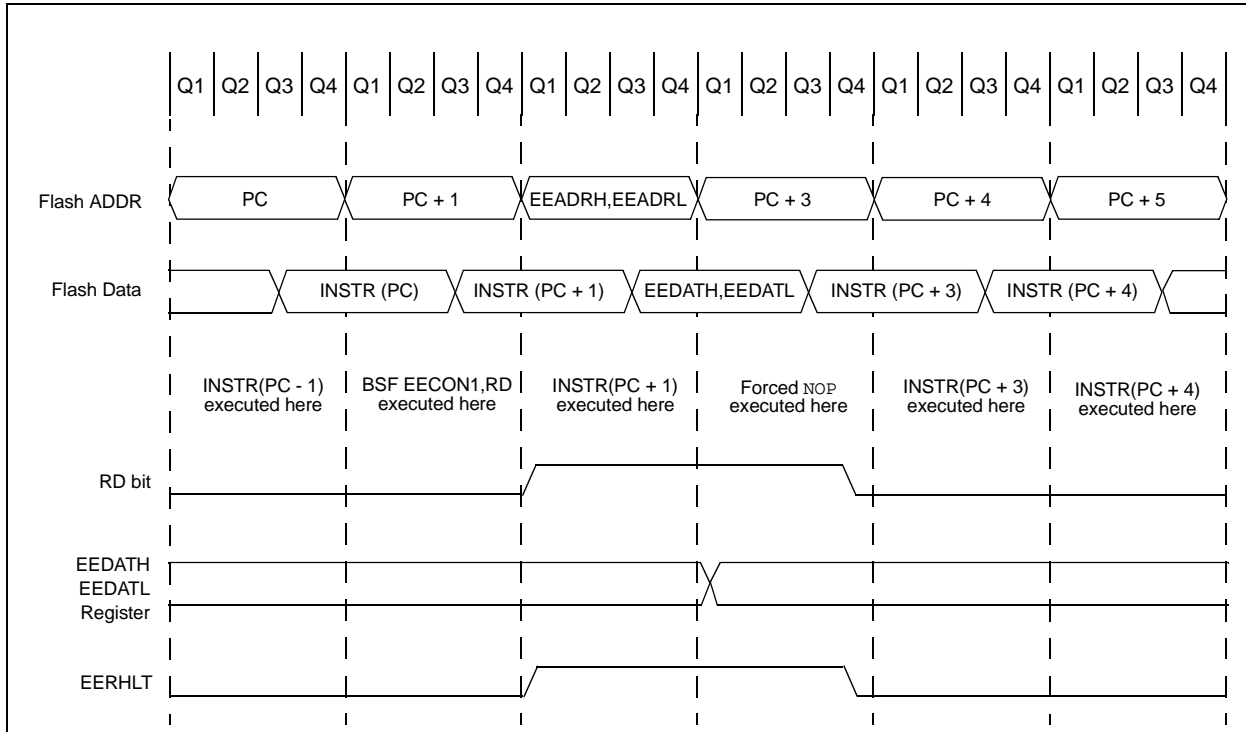 Q1 Q2 Q3 Q4 Q1 Q2 Q3 Q4 Q1 Q2 Q3 Q4 Q1 Q2 Q3 Q4 Q1 Q2 Q3 Q4 Q1 Q2 Q3 Q4
Flash ADDR PC PC + 1 EEADRH,EEADRL PC + 3 PC + 4 PC + 5
Flash Data INSTR (PC) INSTR (PC + 1) EEDATH,EEDATL INSTR (PC + 3) INSTR (PC + 4)
INSTR(PC - 1) BSF EECON1,RD INSTR(PC + 1) Forced NOP INSTR(PC + 3) INSTR(PC + 4)
executed here executed here executed here executed here executed here executed here
RD bit
EEDATH
EEDATL
Register
EERHLT